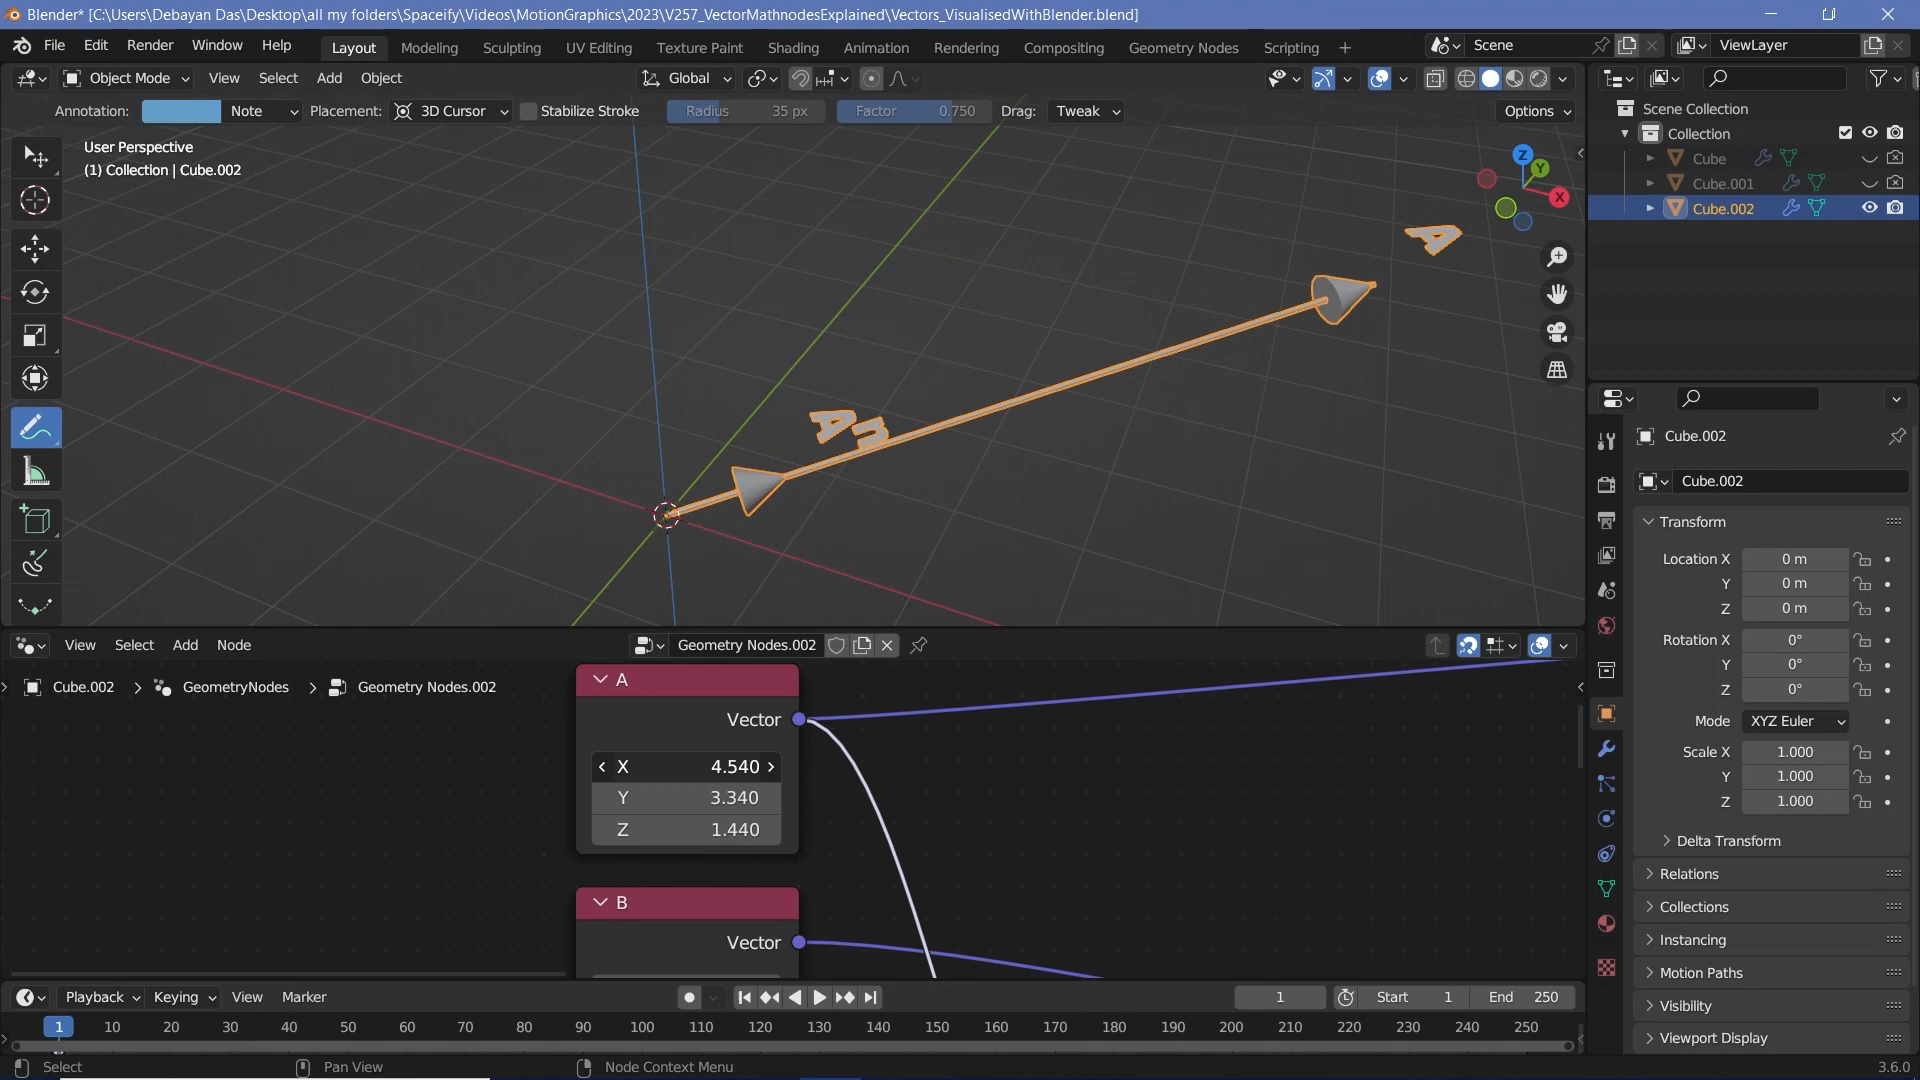 Blender* [C:\Users\Debayan Das\Desktop\all my folders\Spaceify\Videos\MotionGraphics\2023\V257_VectorMathnodesExplained\Vectors_VisualisedWithBlender.blend]
File Edit Render Window Help Layout Modeling Sculpting UV Editing Texture Paint Shading Animation Rendering Compositing Geometry Nodes Scripting + Scene ViewLayer
Object Mode View Select Add Object Global
Annotation: Note Placement: 3D Cursor Stabilize Stroke Radius 35 px Factor 0.750 Drag: Tweak Options
User Perspective
(1) Collection | Cube.002
Z
Y
X
A
A m
Scene Collection
Collection
Cube
Cube.001
Cube.002
Cube.002
Cube.002
Transform
Location X 0 m
Y 0 m
Z 0 m
Rotation X 0°
Y 0°
Z 0°
Mode XYZ Euler
Scale X 1.000
Y 1.000
Z 1.000
Delta Transform
Relations
Collections
Instancing
Motion Paths
Visibility
Viewport Display
View Select Add Node Geometry Nodes.002
Cube.002 > GeometryNodes > Geometry Nodes.002
A
Vector
X 4.540
Y 3.340
Z 1.440
B
Vector
Playback Keying View Marker 1 Start 1 End 250
1 10 20 30 40 50 60 70 80 90 100 110 120 130 140 150 160 170 180 190 200 210 220 230 240 250
Select Pan View Node Context Menu 3.6.0